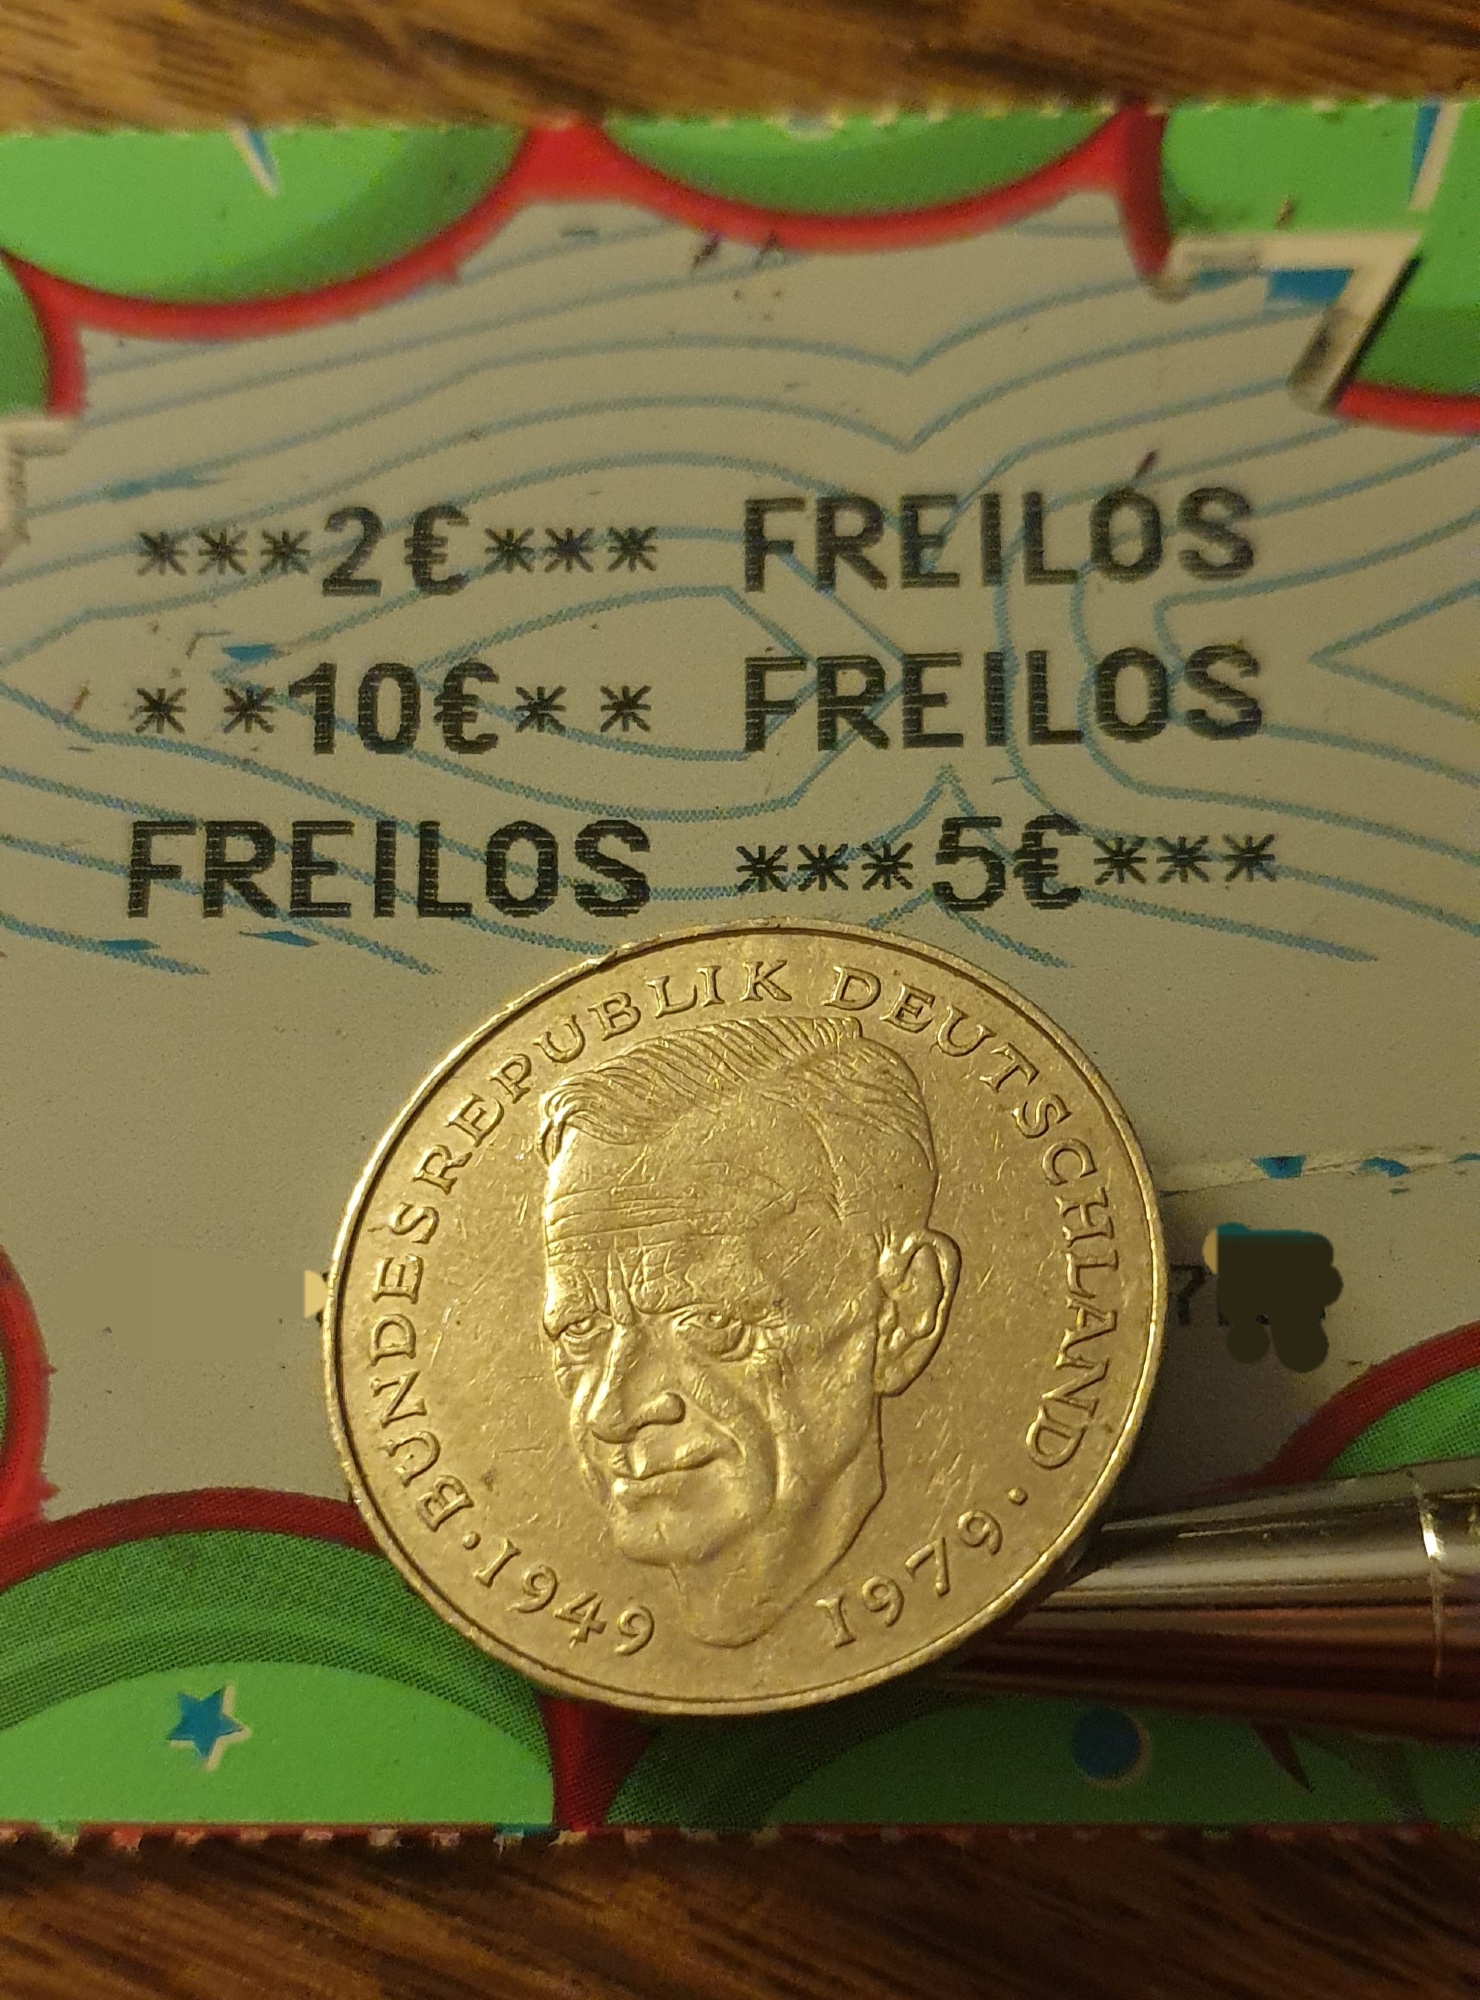 ***2€*** FREILOS
* *10€* * FREILOS
FREILOS ***5€***
BUNDESREPUBLIK DEUTSCHLAND
· 1949 1979 ·